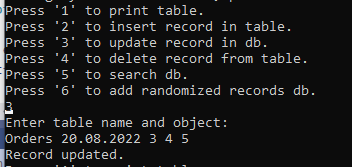 Press '1' to print table.
Press '2' to insert record in table.
Press '3' to update record in db.
Press '4' to delete record from table.
Press '5' to search db.
Press '6' to add randomized records db.
3
Enter table name and object:
Orders 20.08.2022 3 4 5
Record updated.